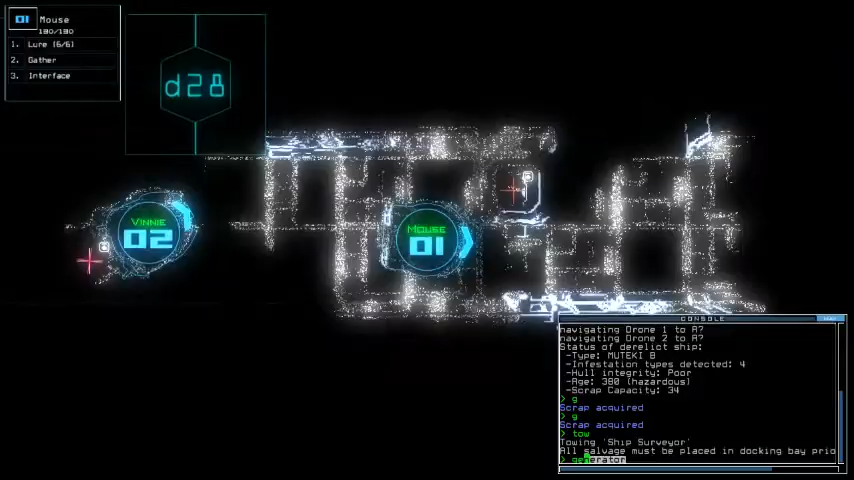 01 Mouse
180/180
1. Lure (6/6)
2. Gather
3. Interface
d28
VINNIE
02
MOUSE
01
CONSOLE
navigating Drone 1 to A?
navigating Drone 2 to A?
Status of derelict ship:
-Type: MUTEKI B
-Infestation types detected: 4
-Hull integrity: Poor
-Age: 380 (hazardous)
-Scrap Capacity: 34
> g
Scrap acquired
> g
Scrap acquired
> tow
Towing 'Ship Surveyor'
All salvage must be placed in docking bay prio
> generator